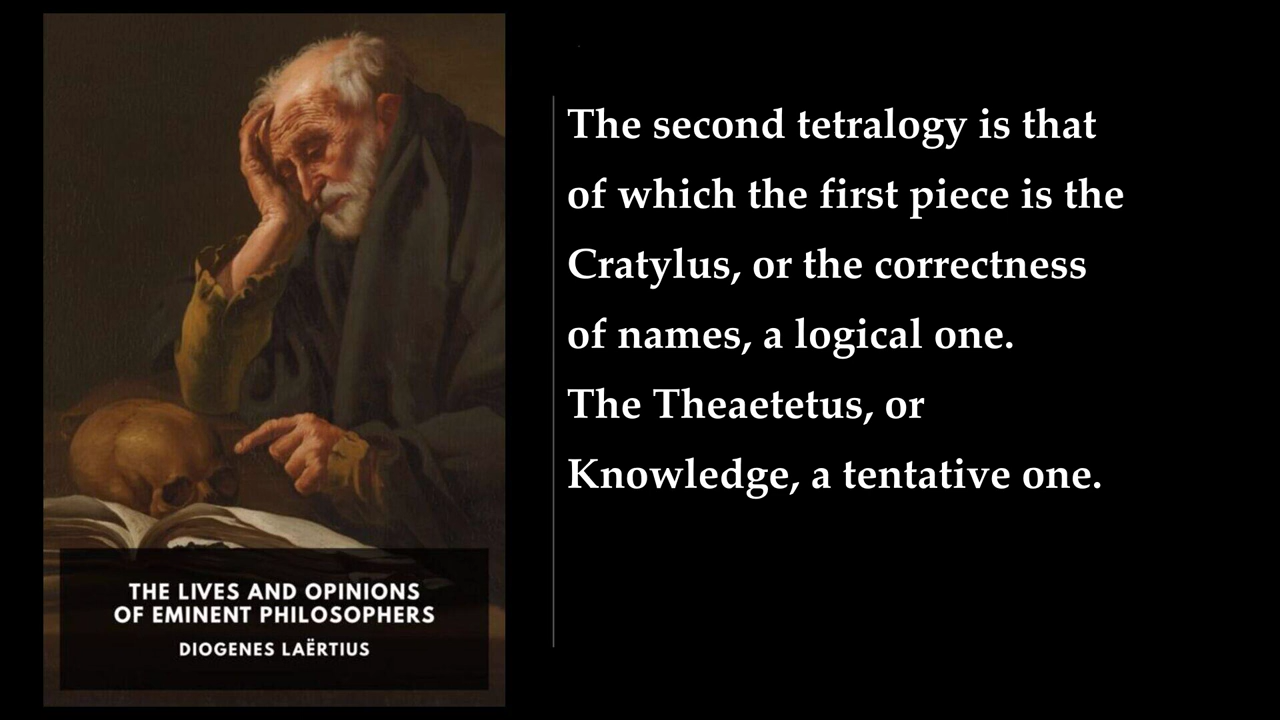 The second tetralogy is that
of which the first piece is the
Cratylus, or the correctness
of names, a logical one.
The Theaetetus, or
Knowledge, a tentative one.
THE LIVES AND OPINIONS
OF EMINENT PHILOSOPHERS
DIOGENES LAËRTIUS